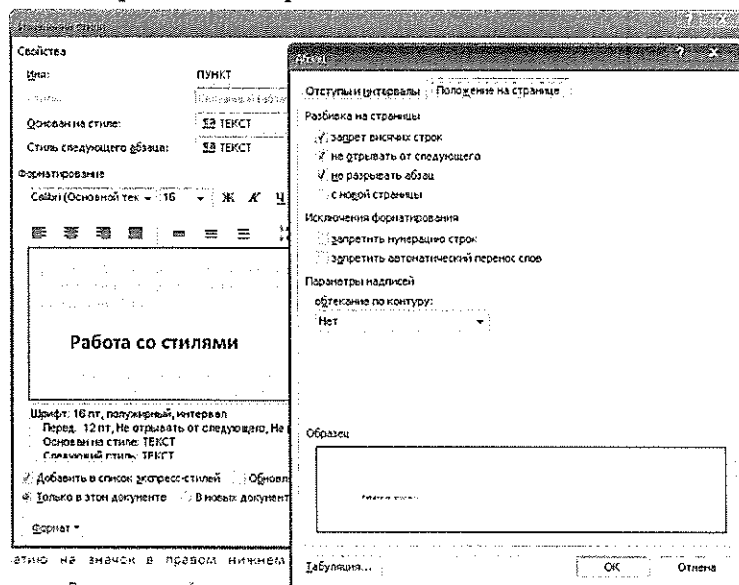 Свойства
Имя: ПУНКТ
Основан на стиле: ¶a ТЕКСТ
Стиль следующего абзаца: ¶a ТЕКСТ
Форматирование
Calibri (Основной тек 16 Ж К Ч
Работа со стилями
Шрифт: 16 пт, полужирный, интервал
Перед: 12 пт, Не отрывать от следующего, Не
Основан на стиле: ТЕКСТ
Следующий стиль: ТЕКСТ
Добавить в список экспресс-стилей Обновл
Только в этом документе В новых документ
Формат
Абзац ? X
Отступы и интервалы Положение на странице
Разбивка на страницы
запрет висячих строк
не отрывать от следующего
не разрывать абзац
с новой страницы
Исключения форматирования
запретить нумерацию строк
запретить автоматический перенос слов
Параметры надписей
обтекание по контуру:
Нет
Образец
Табуляция... ОК Отмена
атию на значок в правом нижнем